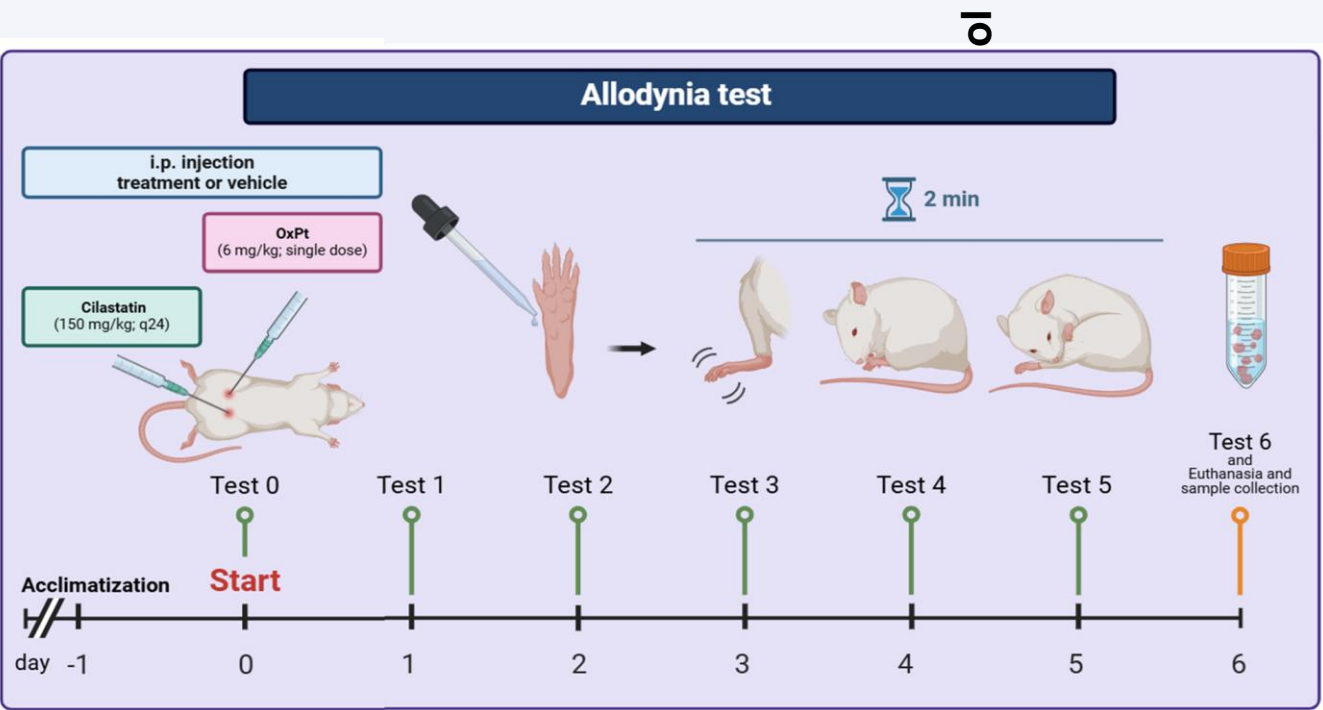 ol
Allodynia test
i.p. injection
treatment or vehicle
OxPt
(6 mg/kg; single dose)
Cilastatin
(150 mg/kg; q24)
2 min
Test 0
Test 1
Test 2
Test 3
Test 4
Test 5
Test 6
and
Euthanasia and
sample collection
Acclimatization
Start
day -1 0 1 2 3 4 5 6